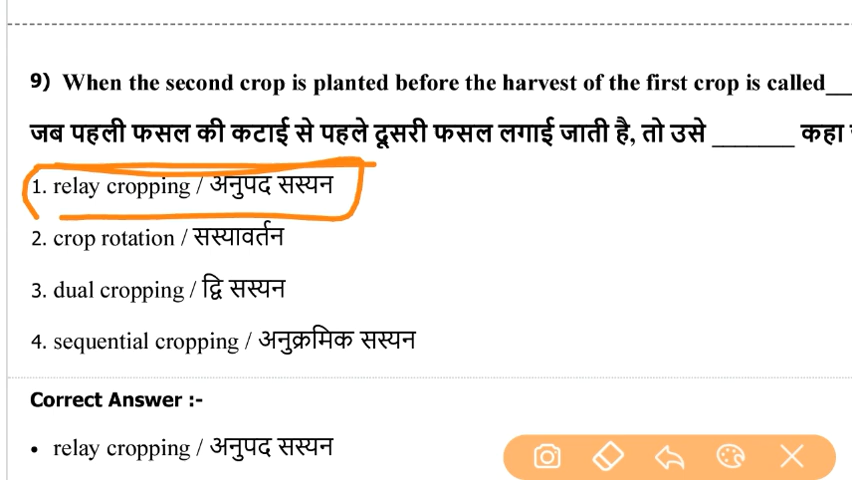 9) When the second crop is planted before the harvest of the first crop is called__
जब पहली फसल की कटाई से पहले दूसरी फसल लगाई जाती है, तो उसे _______ कहा
1. relay cropping / अनुपद सस्यन
2. crop rotation / सस्यावर्तन
3. dual cropping / द्वि सस्यन
4. sequential cropping / अनुक्रमिक सस्यन
Correct Answer :-
• relay cropping / अनुपद सस्यन